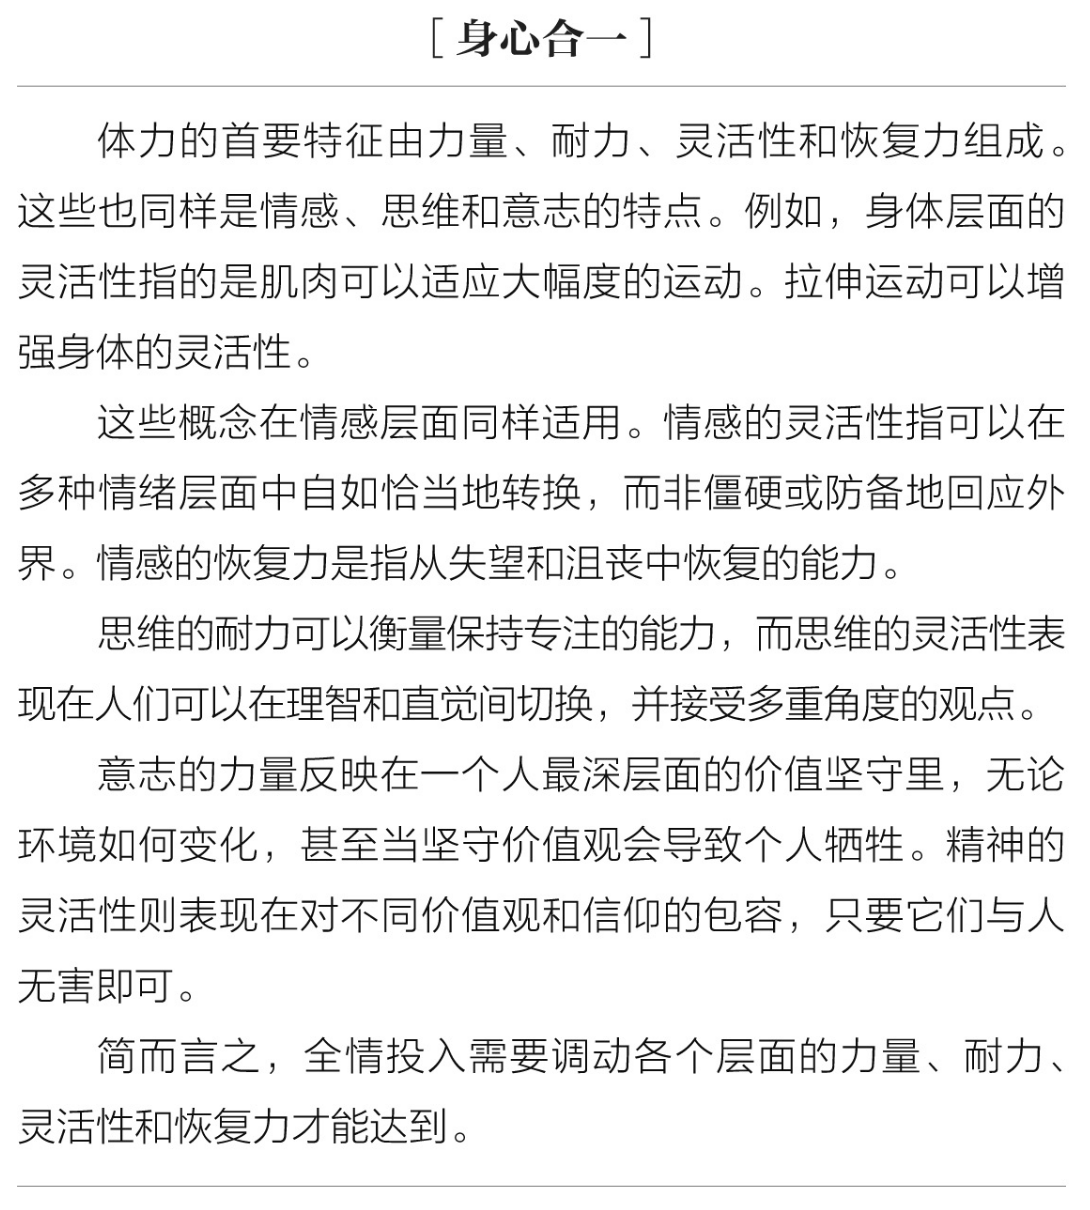 [ 身心合一 ]
体力的首要特征由力量、耐力、灵活性和恢复力组成。
这些也同样是情感、思维和意志的特点。例如，身体层面的
灵活性指的是肌肉可以适应大幅度的运动。拉伸运动可以增
强身体的灵活性。
这些概念在情感层面同样适用。情感的灵活性指可以在
多种情绪层面中自如恰当地转换，而非僵硬或防备地回应外
界。情感的恢复力是指从失望和沮丧中恢复的能力。
思维的耐力可以衡量保持专注的能力，而思维的灵活性表
现在人们可以在理智和直觉间切换，并接受多重角度的观点。
意志的力量反映在一个人最深层面的价值坚守里，无论
环境如何变化，甚至当坚守价值观会导致个人牺牲。精神的
灵活性则表现在对不同价值观和信仰的包容，只要它们与人
无害即可。
简而言之，全情投入需要调动各个层面的力量、耐力、
灵活性和恢复力才能达到。